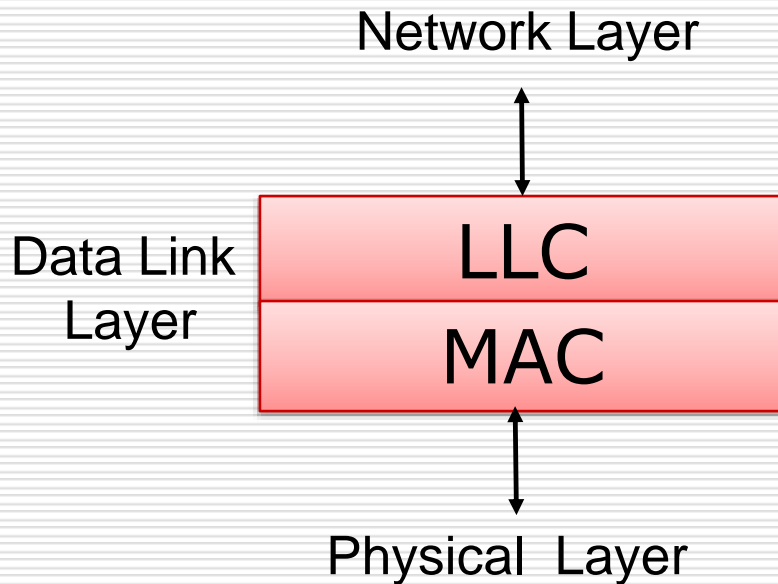 Network Layer
LLC
Data Link
Layer
MAC
Physical Layer